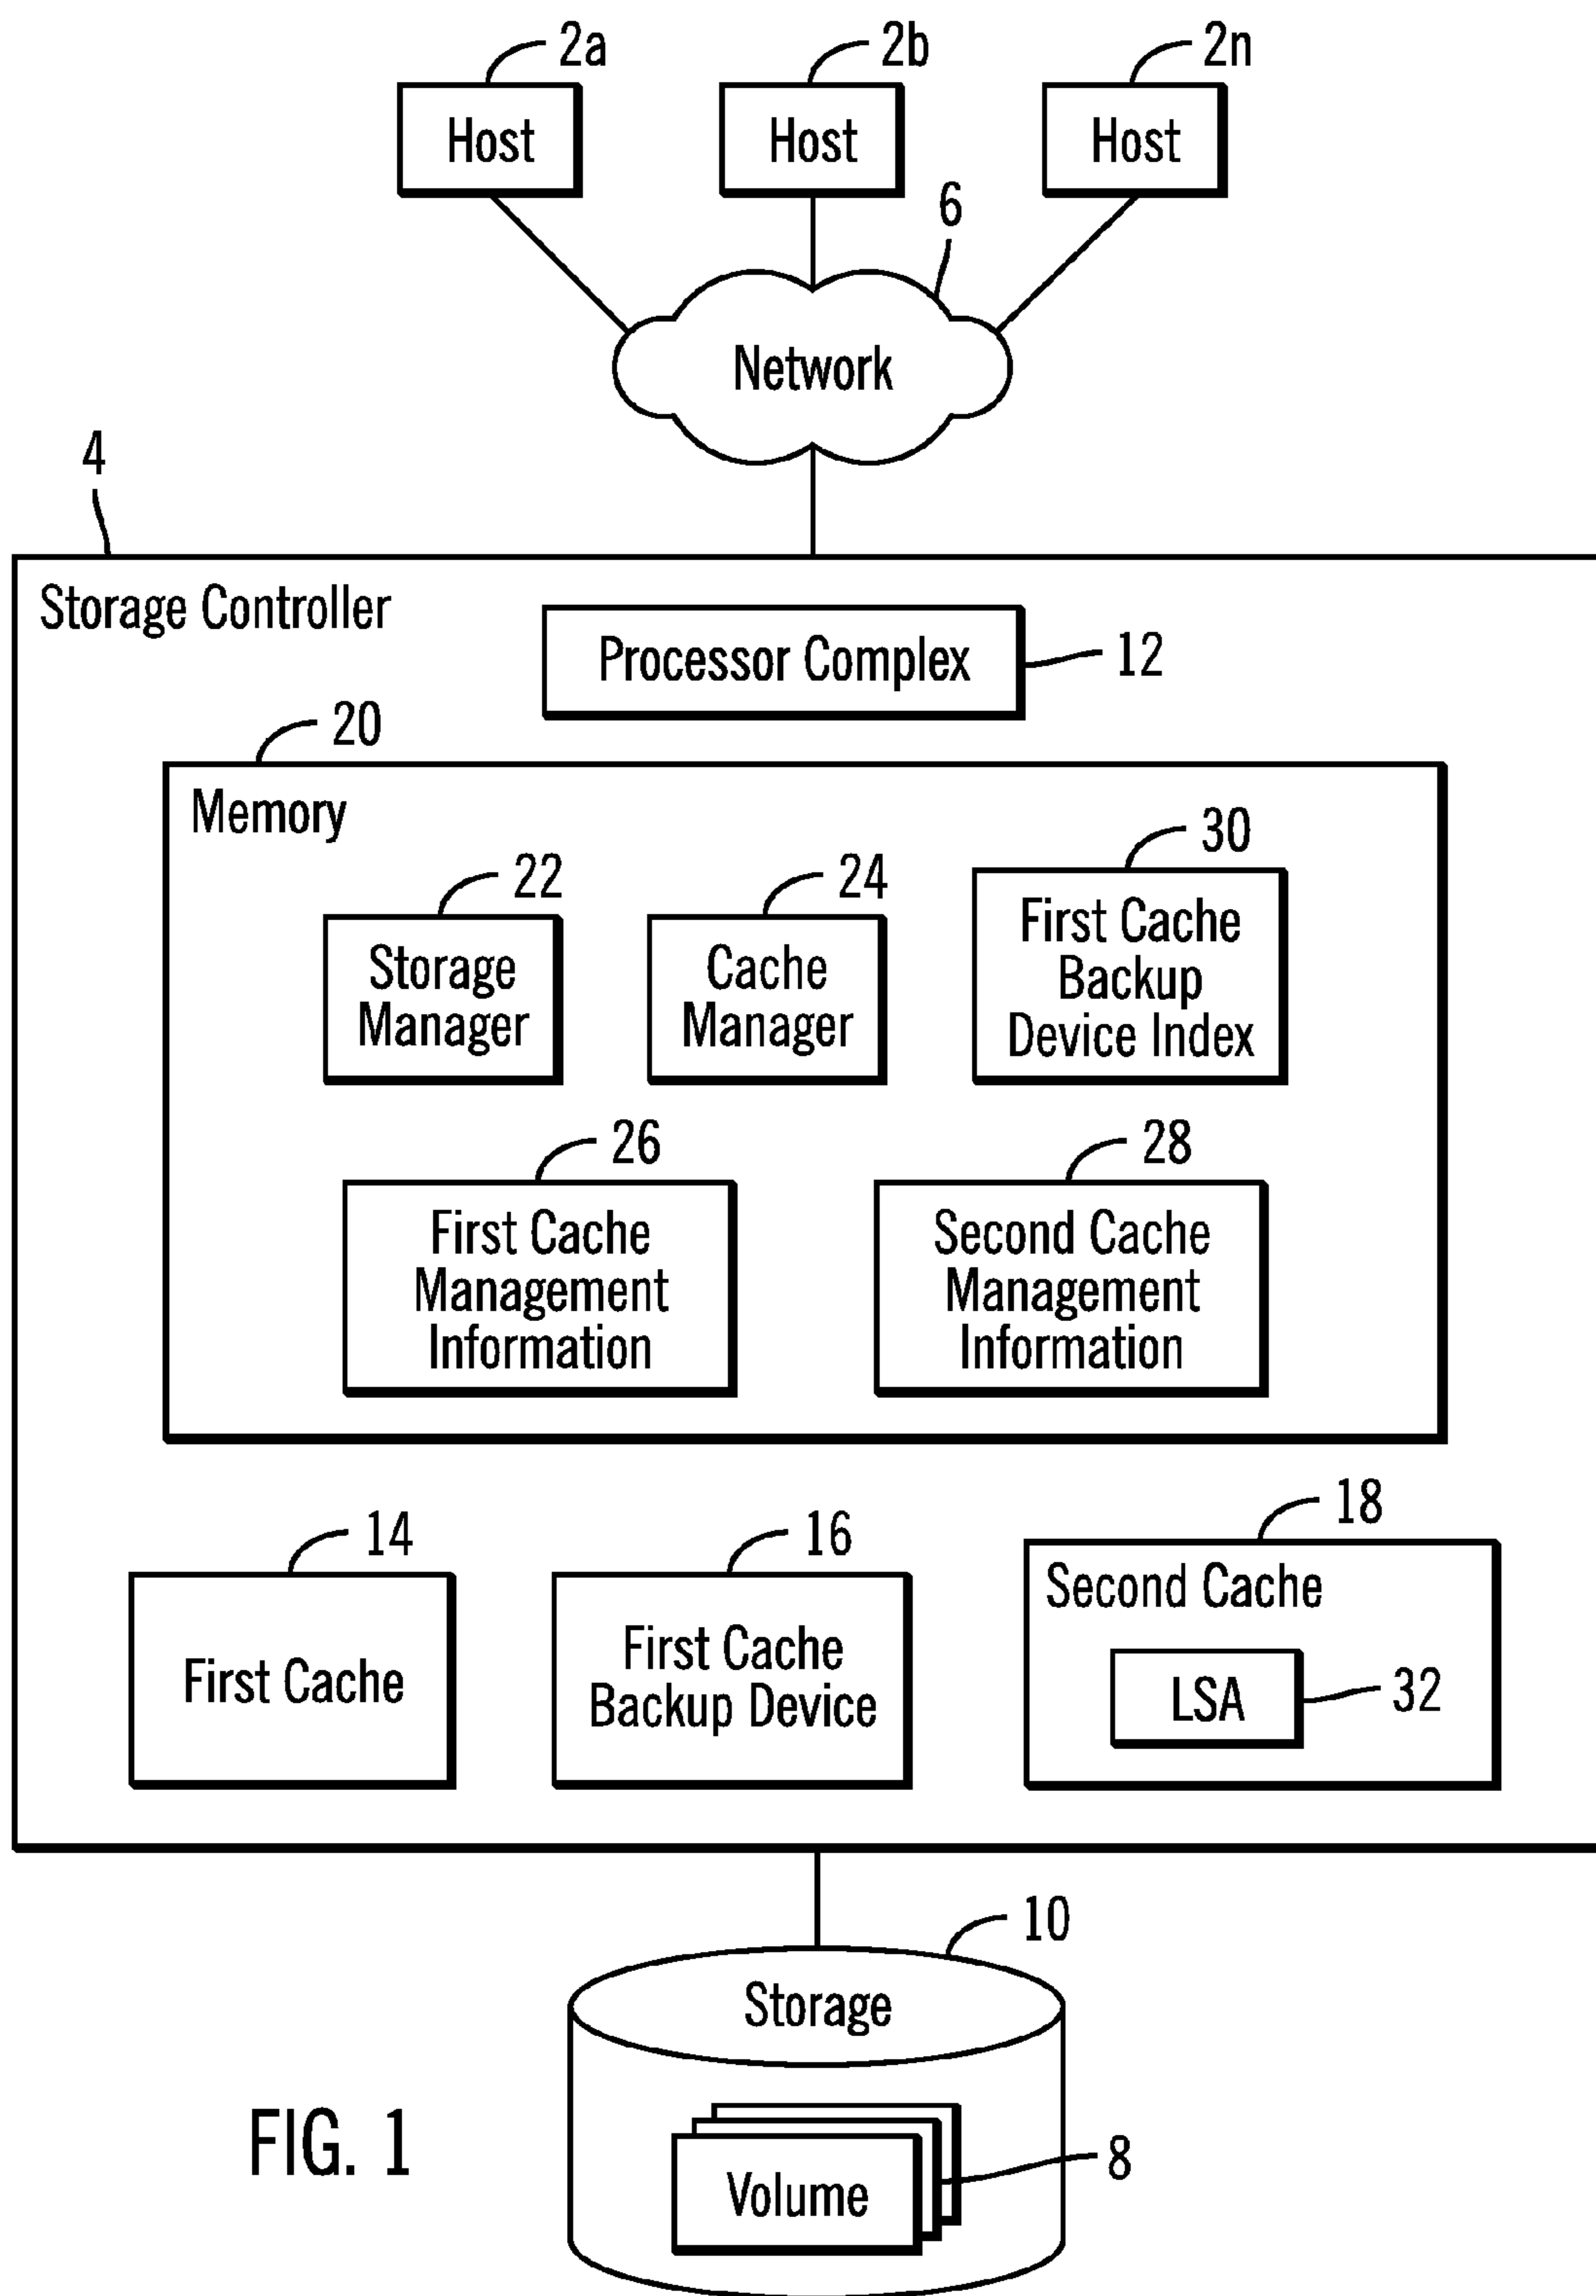 2a
2b
2n
Host
Host
Host
6
Network
4
Storage Controller
Processor Complex
12
20
Memory
22
24
30
Storage
Manager
Cache
Manager
First Cache
Backup
Device Index
26
28
First Cache
Management
Information
Second Cache
Management
Information
14
16
18
First Cache
First Cache
Backup Device
Second Cache
LSA
32
10
Storage
FIG. 1
Volume
8